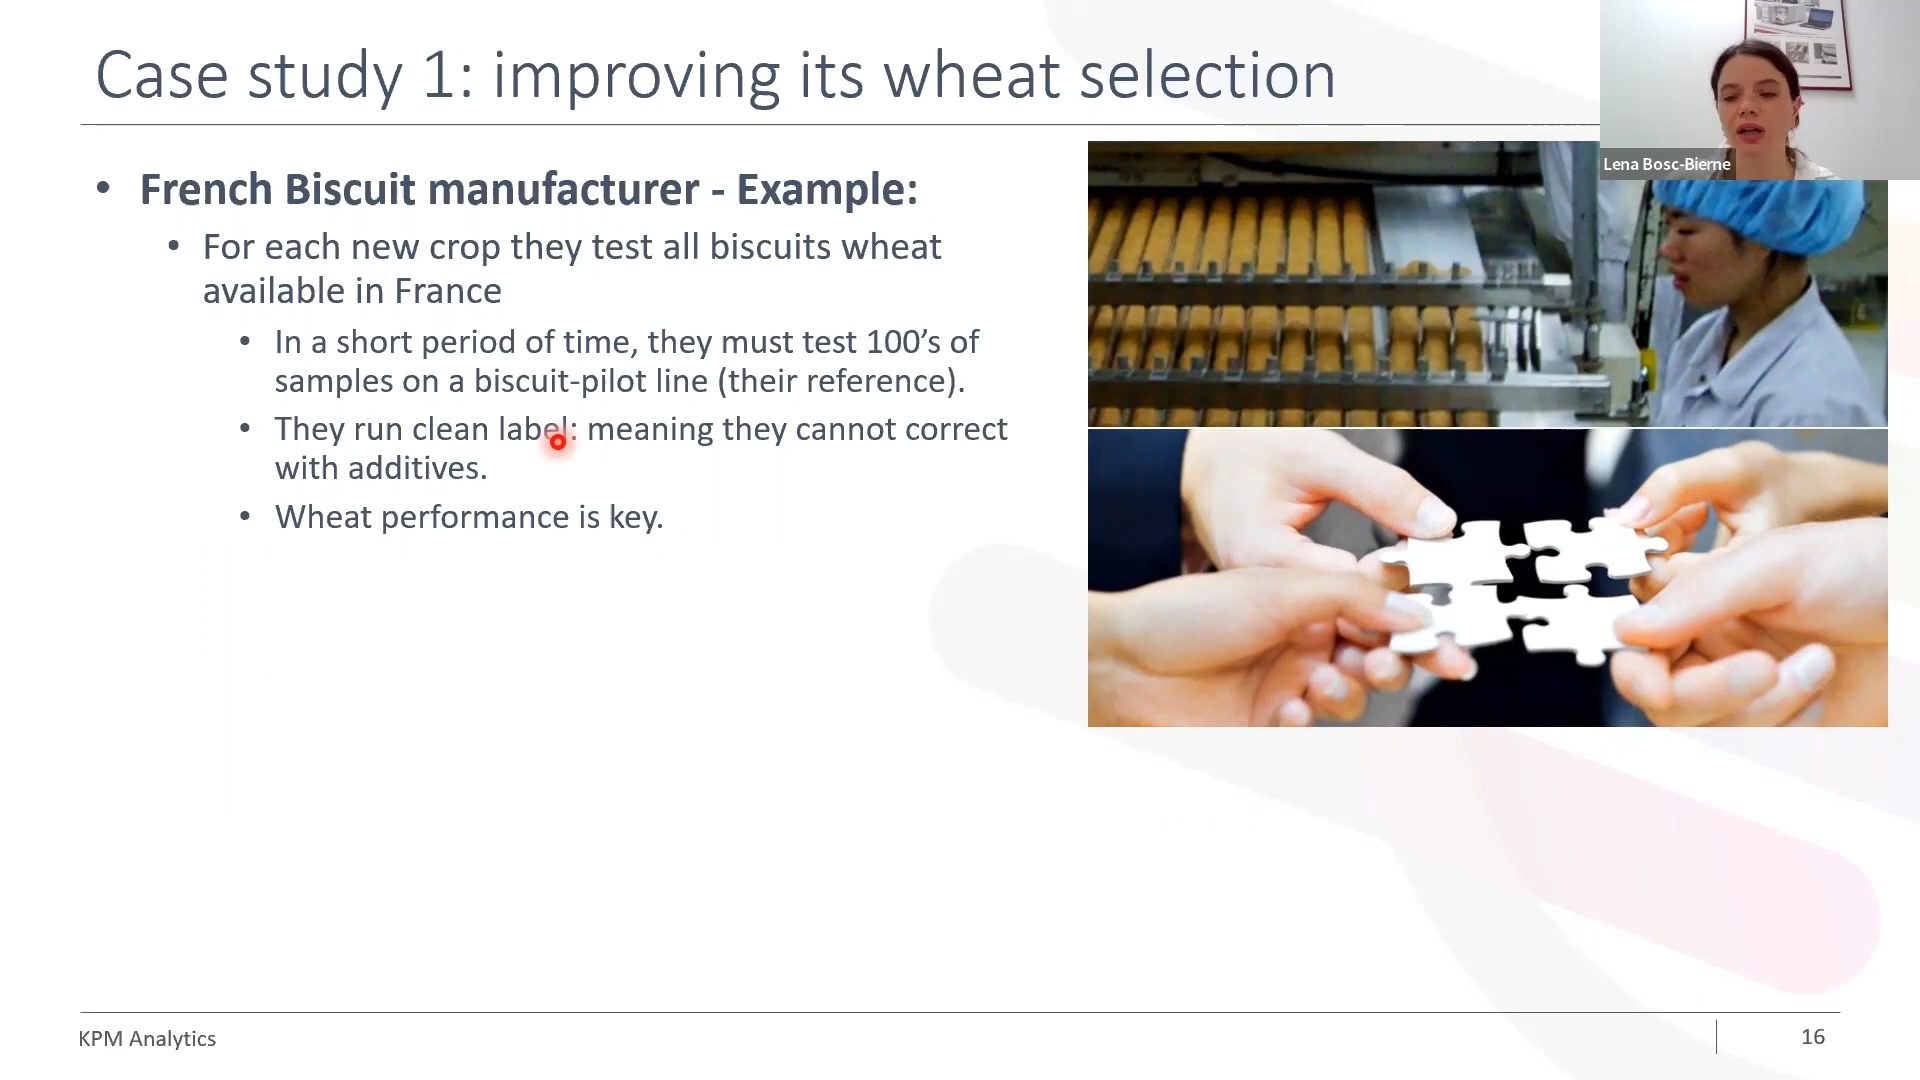 Case study 1: improving its wheat selection
Lena Bosc-Bierne
• French Biscuit manufacturer - Example:
• For each new crop they test all biscuits wheat
available in France
• In a short period of time, they must test 100’s of
samples on a biscuit-pilot line (their reference).
• They run clean label: meaning they cannot correct
with additives.
• Wheat performance is key.
KPM Analytics
16